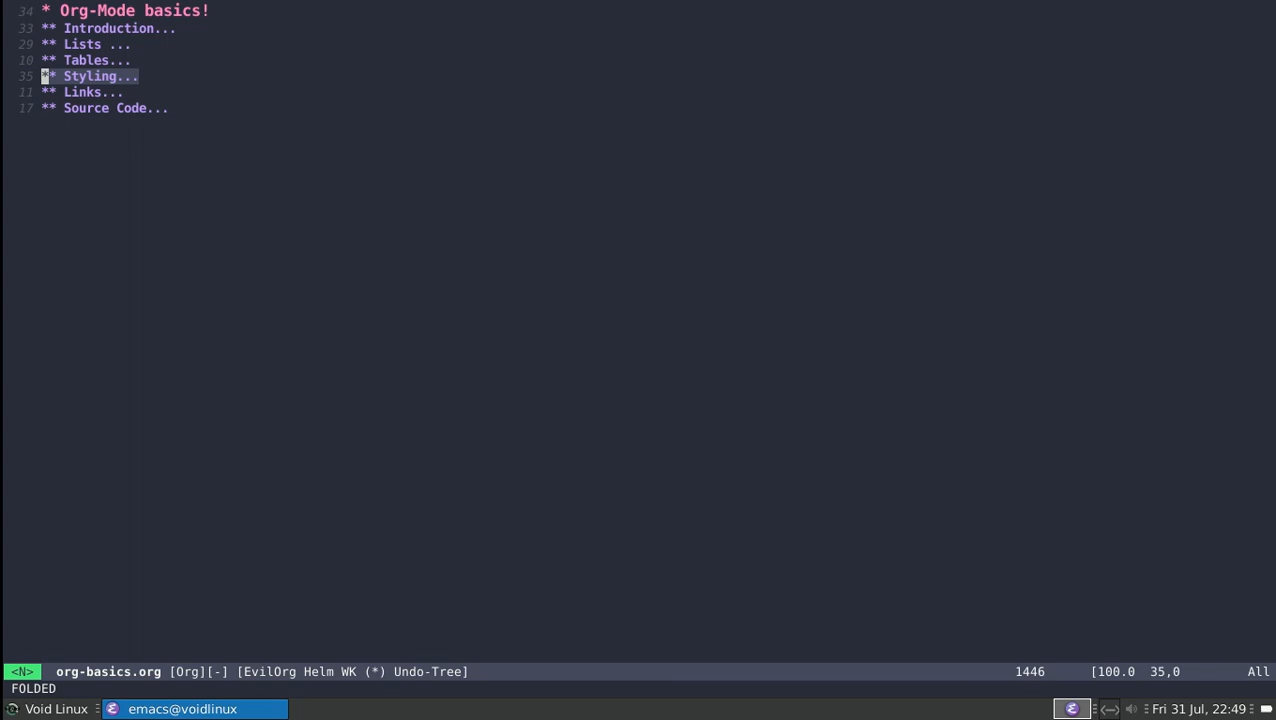 34 * Org-Mode basics!
33 ** Introduction...
29 ** Lists ...
10 ** Tables...
35 ** Styling...
11 ** Links...
17 ** Source Code...
<N> org-basics.org [Org][-] [EvilOrg Helm WK (*) Undo-Tree] 1446 [100.0 35,0 All
FOLDED
Void Linux emacs@voidlinux Fri 31 Jul, 22:49